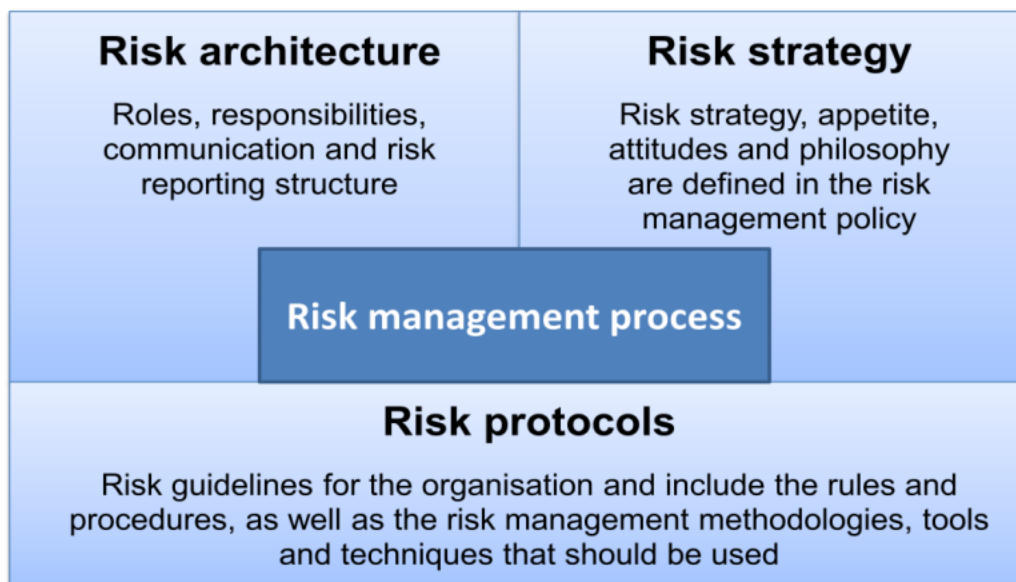 Risk architecture
Roles, responsibilities,
communication and risk
reporting structure
Risk strategy
Risk strategy, appetite,
attitudes and philosophy
are defined in the risk
management policy
Risk management process
Risk protocols
Risk guidelines for the organisation and include the rules and
procedures, as well as the risk management methodologies, tools
and techniques that should be used